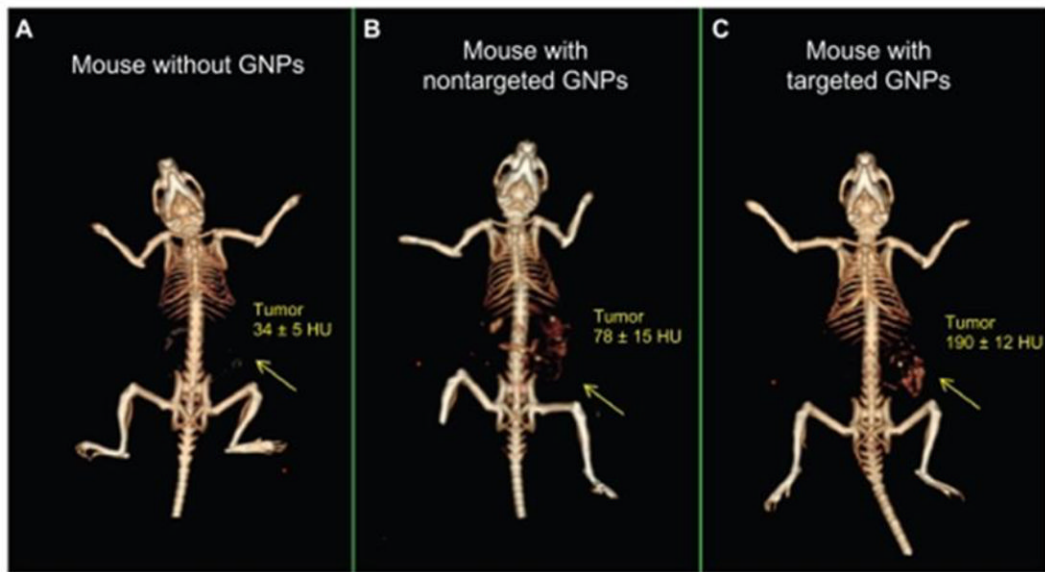 A
Mouse without GNPs
Tumor
34 ± 5 HU
B
Mouse with
nontargeted GNPs
Tumor
78 ± 15 HU
C
Mouse with
targeted GNPs
Tumor
190 ± 12 HU